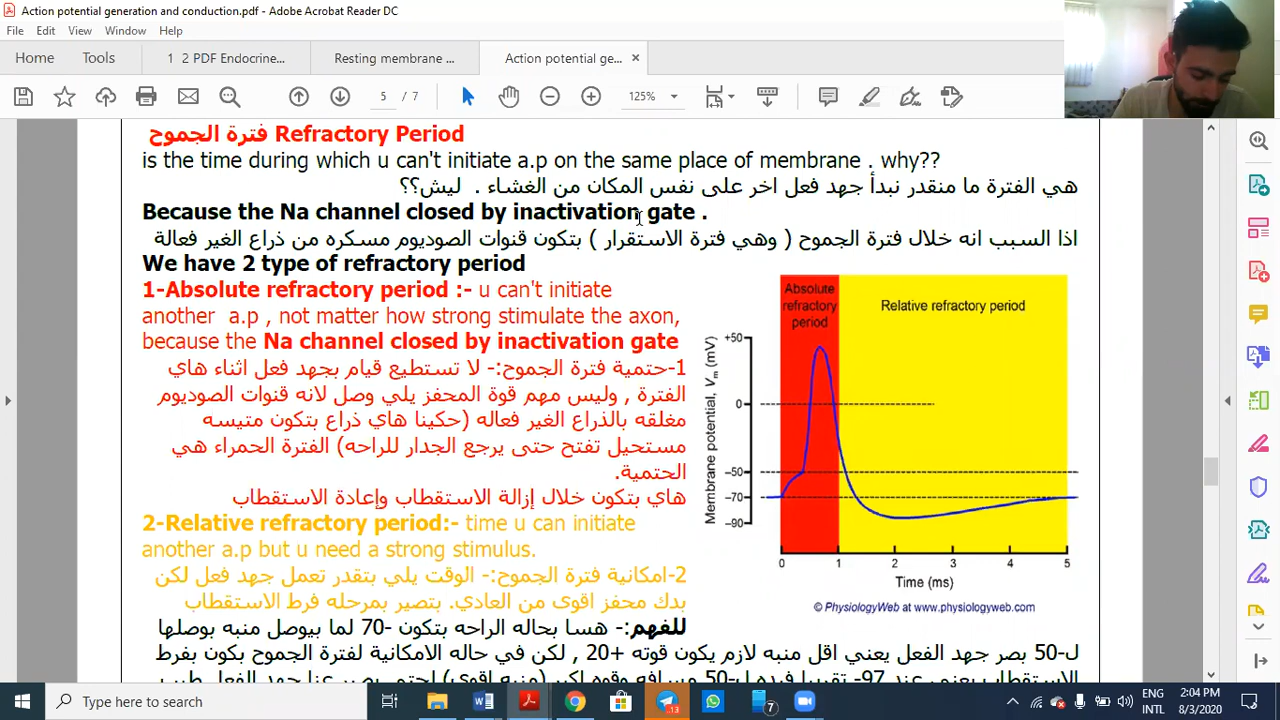 Action potential generation and conduction.pdf - Adobe Acrobat Reader DC
File Edit View Window Help
Home Tools 1 2 PDF Endocrine... Resting membrane ... Action potential ge... ×
5 / 7 125%
فترة الجموح Refractory Period
is the time during which u can't initiate a.p on the same place of membrane . why??
هي الفترة ما منقدر نبدأ جهد فعل اخر على نفس المكان من الغشاء . ليش؟؟
Because the Na channel closed by inactivation gate .
اذا السبب انه خلال فترة الجموح ( وهي فترة الاستقرار ) بتكون قنوات الصوديوم مسكره من ذراع الغير فعالة
We have 2 type of refractory period
1-Absolute refractory period :- u can't initiate
another a.p , not matter how strong stimulate the axon,
because the Na channel closed by inactivation gate
1-حتمية فترة الجموح:- لا تستطيع قيام بجهد فعل اثناء هاي
الفترة , وليس مهم قوة المحفز يلي وصل لانه قنوات الصوديوم
مغلقه بالذراع الغير فعاله (حكينا هاي ذراع بتكون متيسه
مستحيل تفتح حتى يرجع الجدار للراحه) الفترة الحمراء هي
الحتمية.
هاي بتكون خلال إزالة الاستقطاب وإعادة الاستقطاب
2-Relative refractory period:- time u can initiate
another a.p but u need a strong stimulus.
2-امكانية فترة الجموح:- الوقت يلي بتقدر تعمل جهد فعل لكن
بدك محفز اقوى من العادي. بتصير بمرحله فرط الاستقطاب
للفهم:- هسا بحاله الراحه بتكون -70 لما بيوصل منبه بوصلها
ل-50 بصر جهد الفعل يعني اقل منبه لازم يكون قوته +20 , لكن في حاله الامكانية لفترة الجموح بكون بفرط
Absolute
refractory
period
Relative refractory period
Membrane potential, Vm (mV)
+50
0
−50
−70
−90
0 1 2 3 4 5
Time (ms)
© PhysiologyWeb at www.physiologyweb.com
Type here to search
13
7
ENG
INTL
2:04 PM
8/3/2020